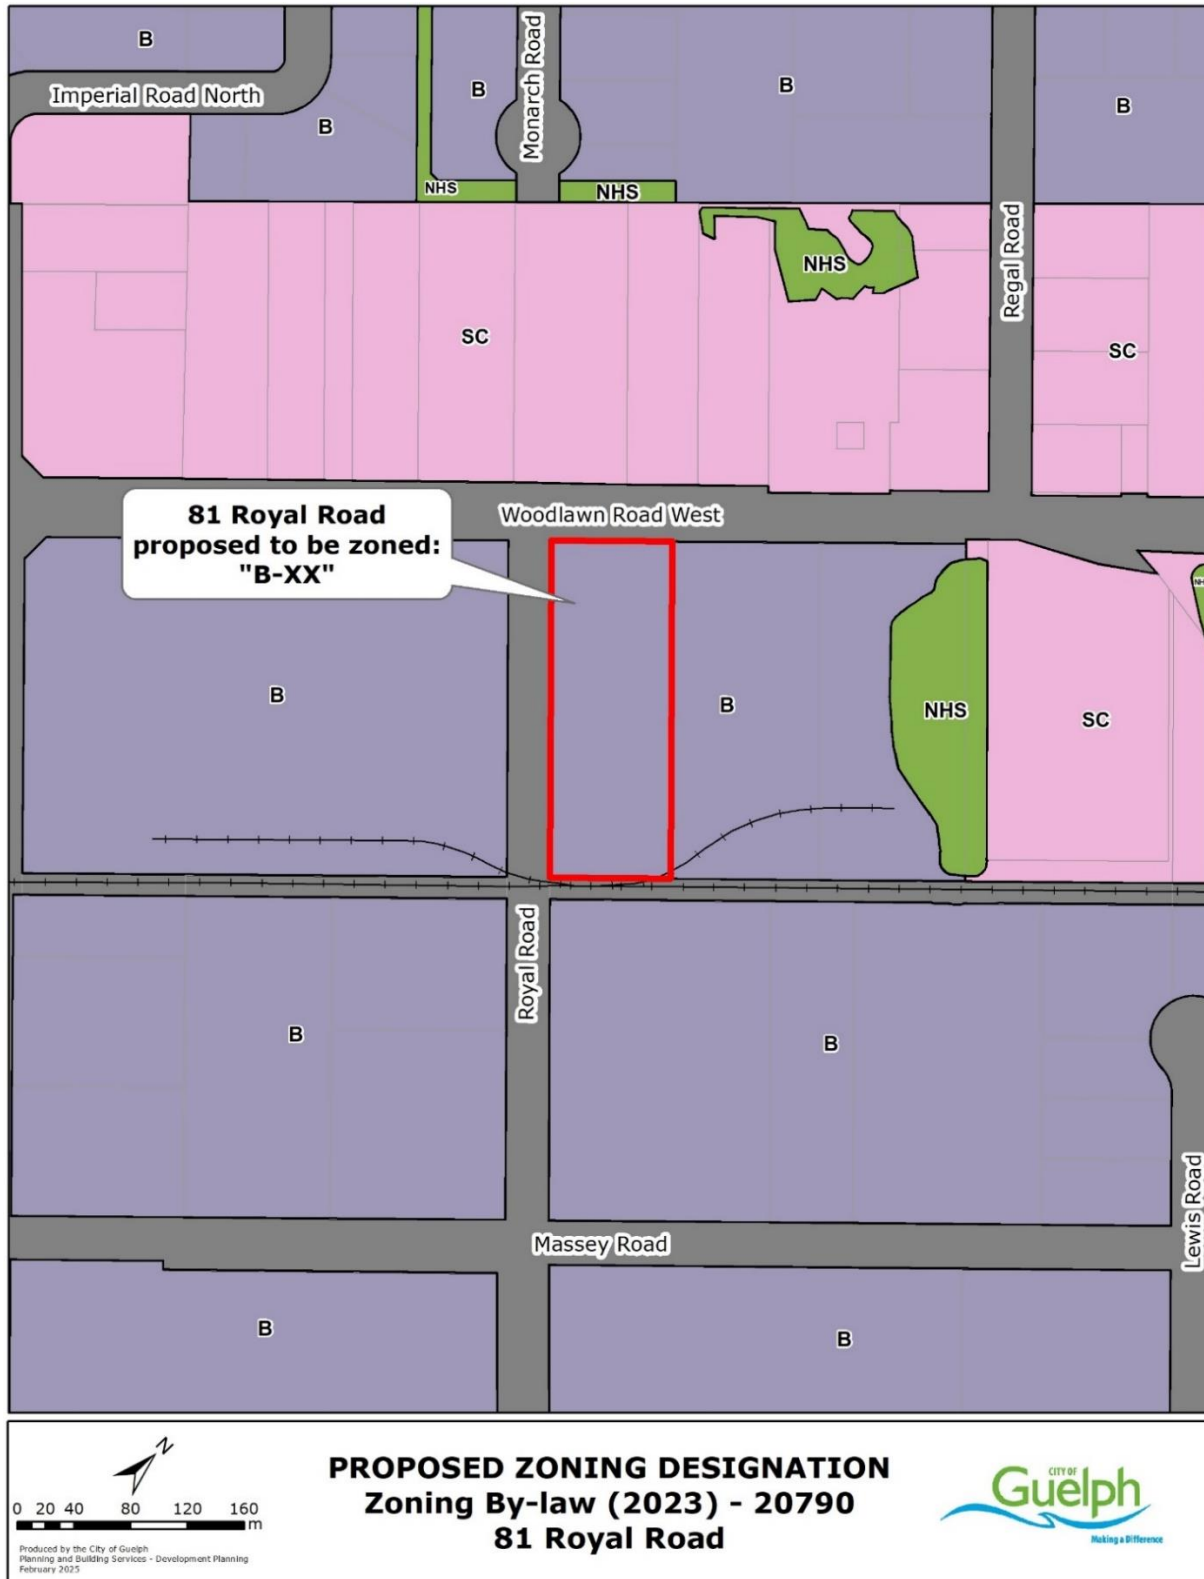 B
Monarch Road
B
B
B
Imperial Road North
B
NHS
NHS
NHS
Regal Road
SC
SC
81 Royal Road
proposed to be zoned:
"B-XX"
Woodlawn Road West
NH
B
B
NHS
SC
Royal Road
B
B
Lewis Road
Massey Road
B
B
N
0 20 40 80 120 160
m
Produced by the City of Guelph
Planning and Building Services - Development Planning
February 2025
PROPOSED ZONING DESIGNATION
Zoning By-law (2023) - 20790
81 Royal Road
CITY OF
Guelph
Making a Difference